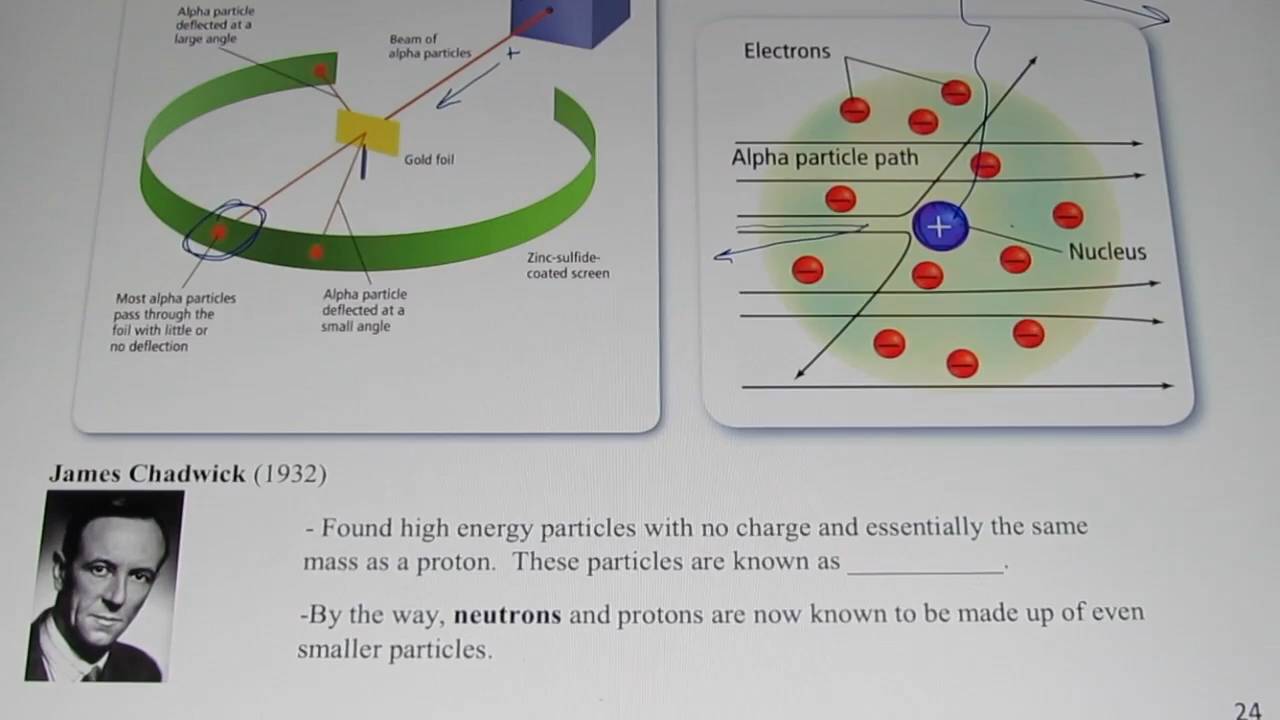 Alpha particle
deflected at a
large angle
Beam of
alpha particles
+
Gold foil
Zinc-sulfide-
coated screen
Most alpha particles
pass through the
foil with little or
no deflection
Alpha particle
deflected at a
small angle
Electrons
Alpha particle path
+
Nucleus
James Chadwick (1932)
- Found high energy particles with no charge and essentially the same
mass as a proton. These particles are known as __________.
-By the way, neutrons and protons are now known to be made up of even
smaller particles.
24